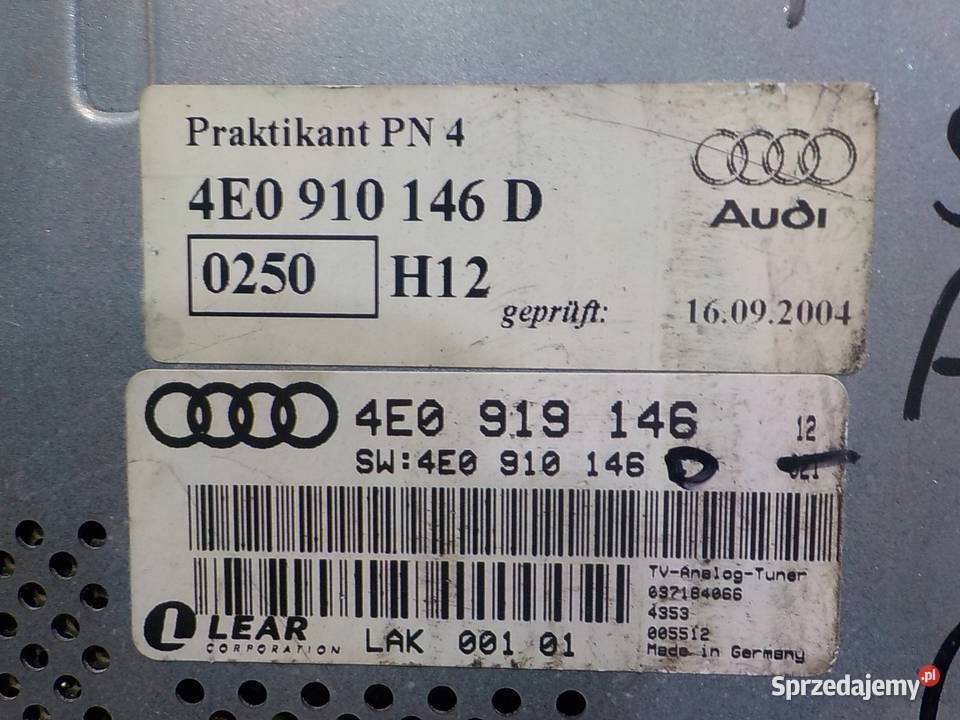 Praktikant PN 4
4E0 910 146 D
0250 H12
geprüft: 16.09.2004
Audi
4E0 919 146 12
SW:4E0 910 146 D
TV-Analog-Tuner
037184066
4353
005512
Made in Germany
L LEAR
CORPORATION
LAK 001 01
Sprzedajemy.pl